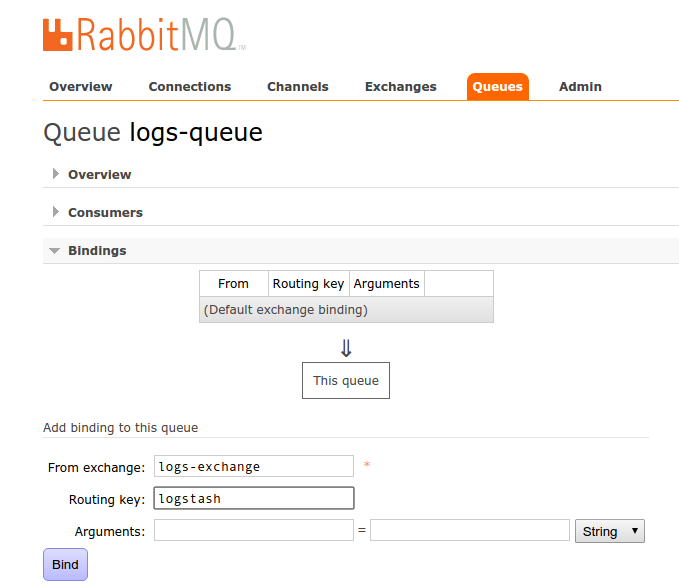 RabbitMQ™
Overview Connections Channels Exchanges Queues Admin
Queue logs-queue
Overview
Consumers
Bindings
From Routing key Arguments
(Default exchange binding)
⇓
This queue
Add binding to this queue
From exchange: logs-exchange *
Routing key: logstash
Arguments: = String ▼
Bind